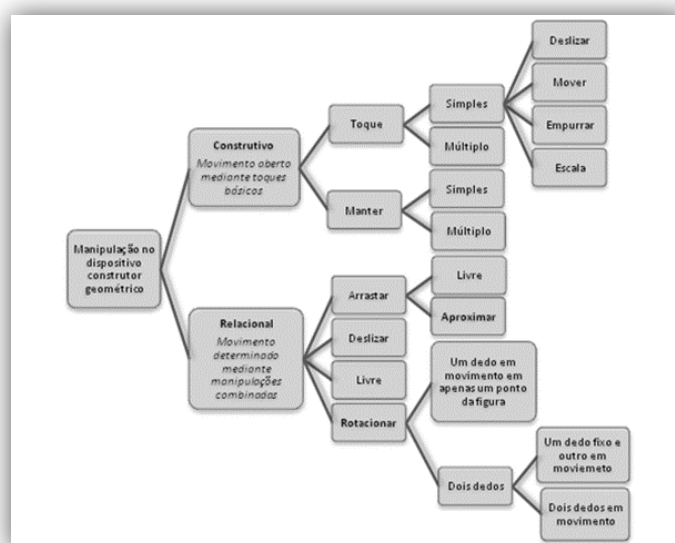 Manipulação no
dispositivo
construtor
geométrico
Construtivo
Movimento aberto
mediante toques
básicos
Toque
Simples
Deslizar
Mover
Empurrar
Escala
Múltiplo
Manter
Simples
Múltiplo
Relacional
Movimento
determinado
mediante
manipulações
combinadas
Arrastar
Livre
Aproximar
Deslizar
Livre
Rotacionar
Um dedo em
movimento em
apenas um ponto
da figura
Dois dedos
Um dedo fixo e
outro em
moviemeto
Dois dedos em
movimento